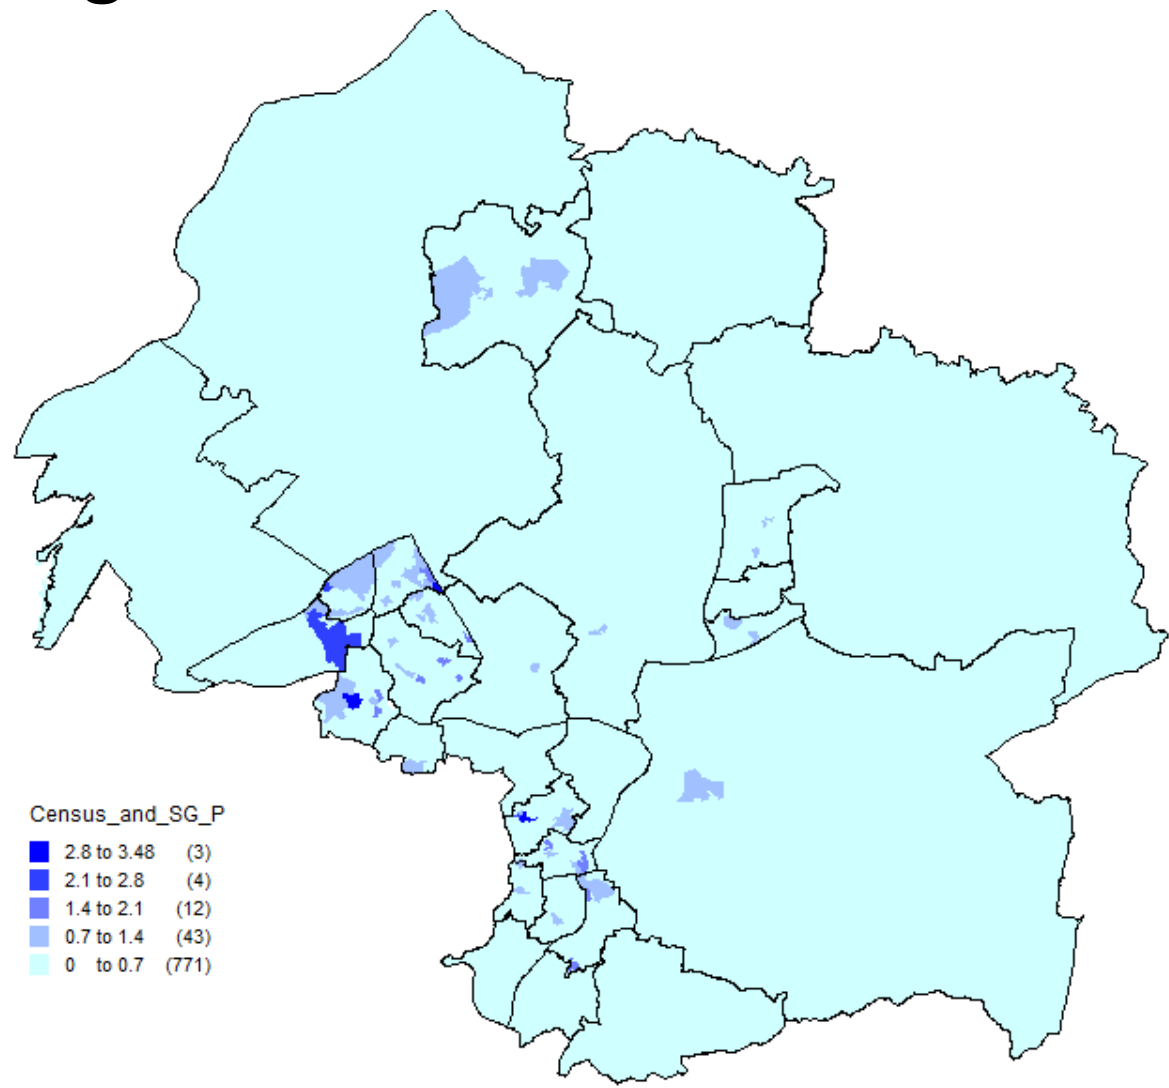 Census_and_SG_P
2.8 to 3.48 (3)
2.1 to 2.8 (4)
1.4 to 2.1 (12)
0.7 to 1.4 (43)
0 to 0.7 (771)